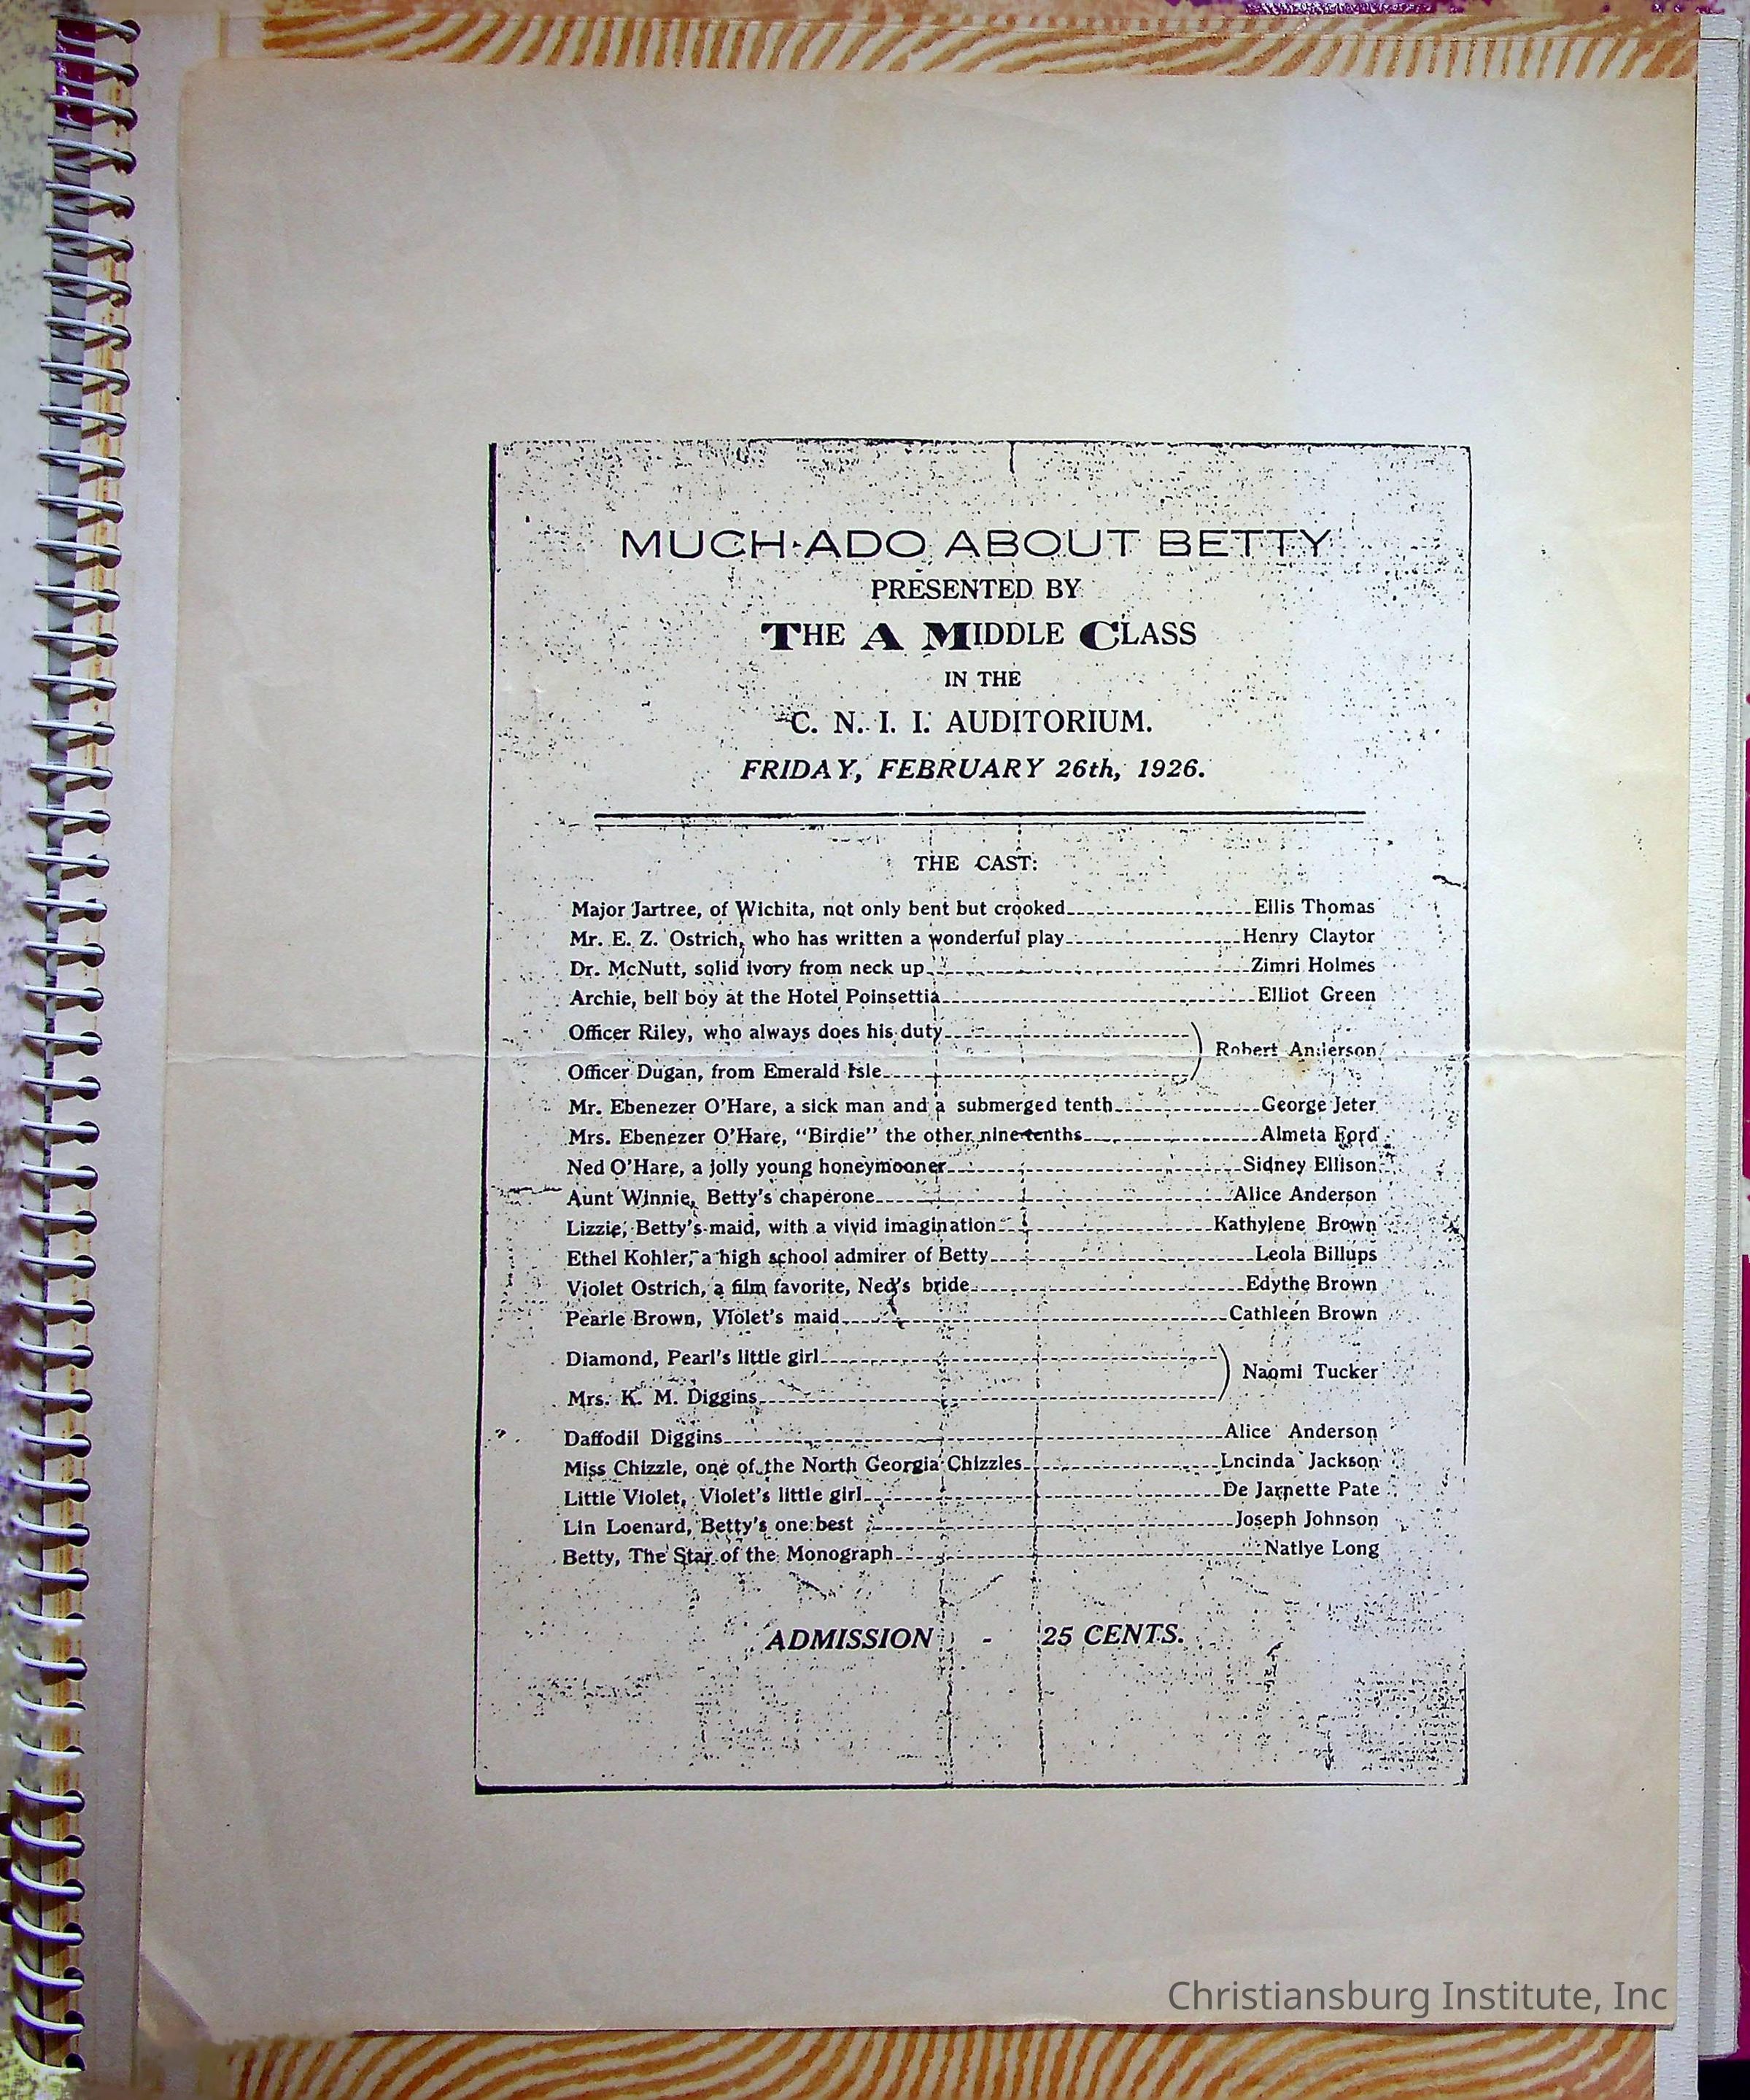 MUCH ADO ABOUT BETTY
PRESENTED BY
THE A MIDDLE CLASS
IN THE
C. N. I. I. AUDITORIUM.
FRIDAY, FEBRUARY 26th, 1926.
THE CAST:
Major Jartree, of Wichita, not only bent but crooked Ellis Thomas
Mr. E. Z. Ostrich, who has written a wonderful play Henry Claytor
Dr. McNutt, solid ivory from neck up Zimri Holmes
Archie, bell boy at the Hotel Poinsettia Elliot Green
Officer Riley, who always does his duty
Robert Anderson
Officer Dugan, from Emerald Isle
Mr. Ebenezer O'Hare, a sick man and a submerged tenth George Jeter
Mrs. Ebenezer O'Hare, "Birdie" the other nine-tenths Almeta Ford
Ned O'Hare, a jolly young honeymooner Sidney Ellison
Aunt Winnie, Betty's chaperone Alice Anderson
Lizzie, Betty's maid, with a vivid imagination Kathylene Brown
Ethel Kohler, a high school admirer of Betty Leola Billups
Violet Ostrich, a film favorite, Ned's bride Edythe Brown
Pearle Brown, Violet's maid Cathleen Brown
Diamond, Pearl's little girl
Naomi Tucker
Mrs. K. M. Diggins
Daffodil Diggins Alice Anderson
Miss Chizzle, one of the North Georgia Chizzles Lncinda Jackson
Little Violet, Violet's little girl De Jarnette Pate
Lin Loenard, Betty's one best Joseph Johnson
Betty, The Star of the Monograph Natlye Long
ADMISSION - 25 CENTS.
Christiansburg Institute, Inc